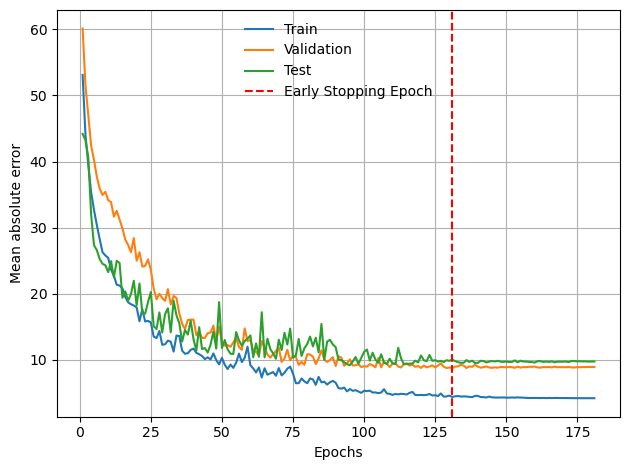 Train
Validation
Test
Early Stopping Epoch
60
50
40
30
20
10
Mean absolute error
0 25 50 75 100 125 150 175
Epochs